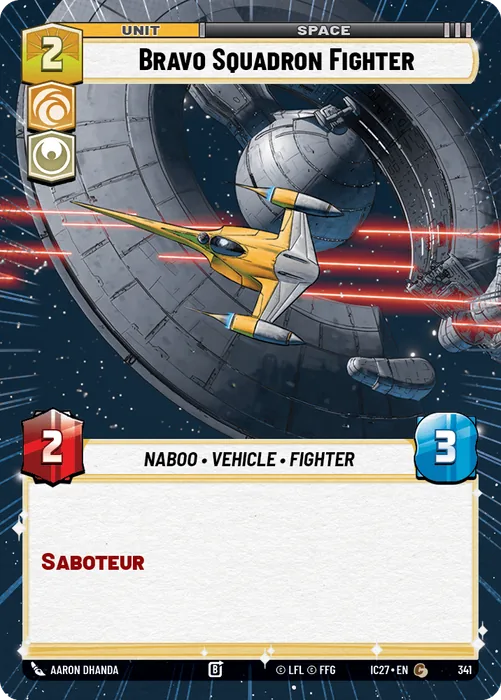 UNIT
SPACE
2
BRAVO SQUADRON FIGHTER
2
NABOO • VEHICLE • FIGHTER
3
SABOTEUR
AARON DHANDA
B
© LFL © FFG
IC27 • EN
C
341